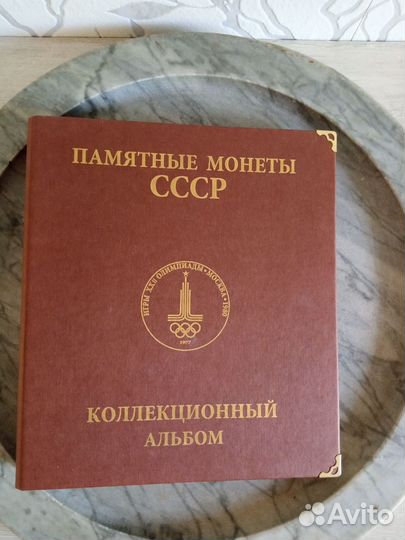 ПАМЯТНЫЕ МОНЕТЫ
СССР
ИГРЫ XXII ОЛИМПИАДЫ • МОСКВА • 1980
1977
КОЛЛЕКЦИОННЫЙ
АЛЬБОМ
Avito